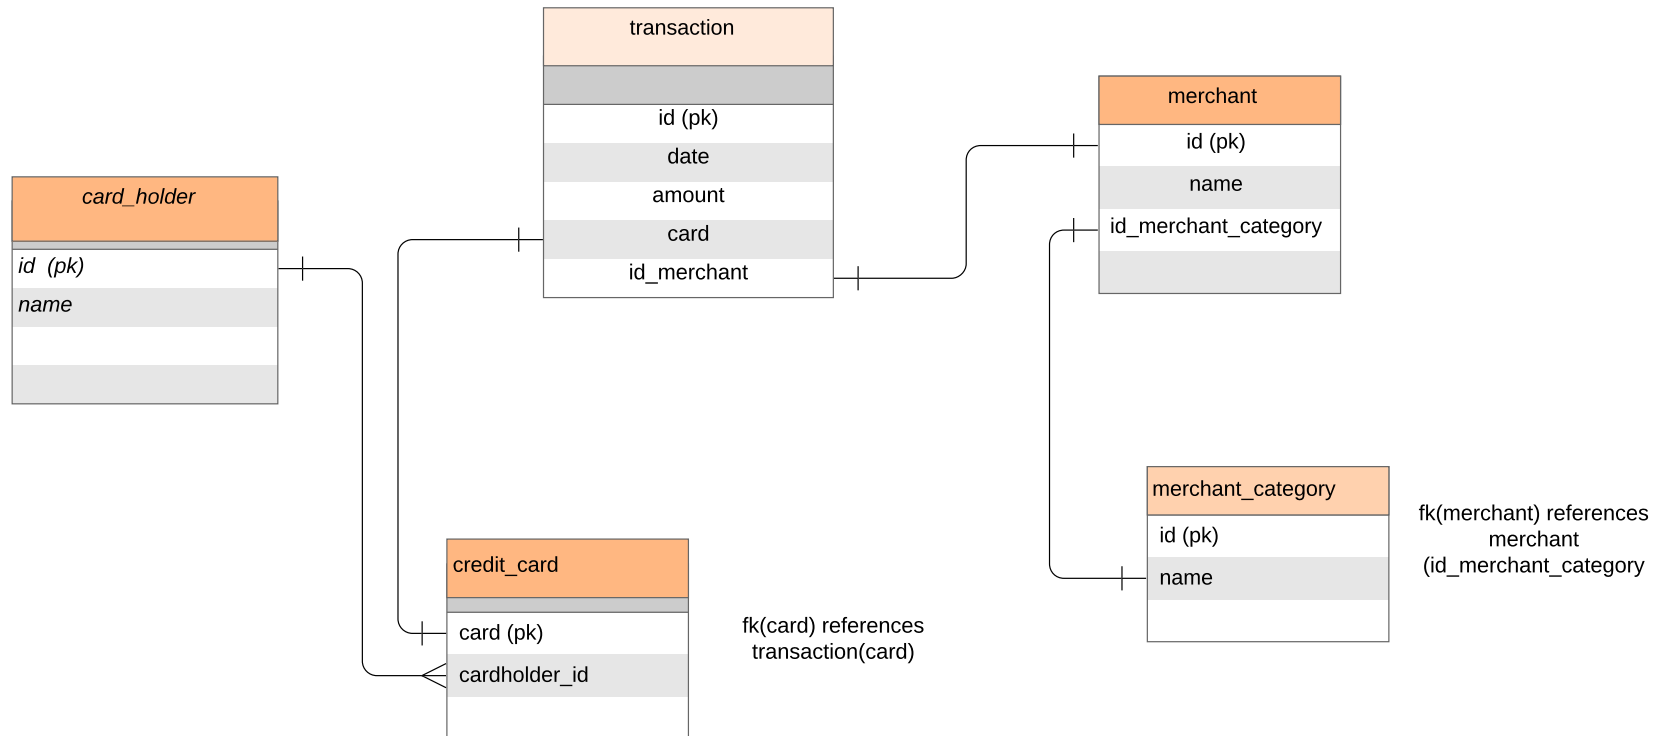 transaction
id (pk)
date
amount
card
id_merchant
merchant
id (pk)
name
id_merchant_category
card_holder
id  (pk)
name
merchant_category
id (pk)
name
fk(merchant) references
merchant
(id_merchant_category
credit_card
card (pk)
cardholder_id
fk(card) references
transaction(card)